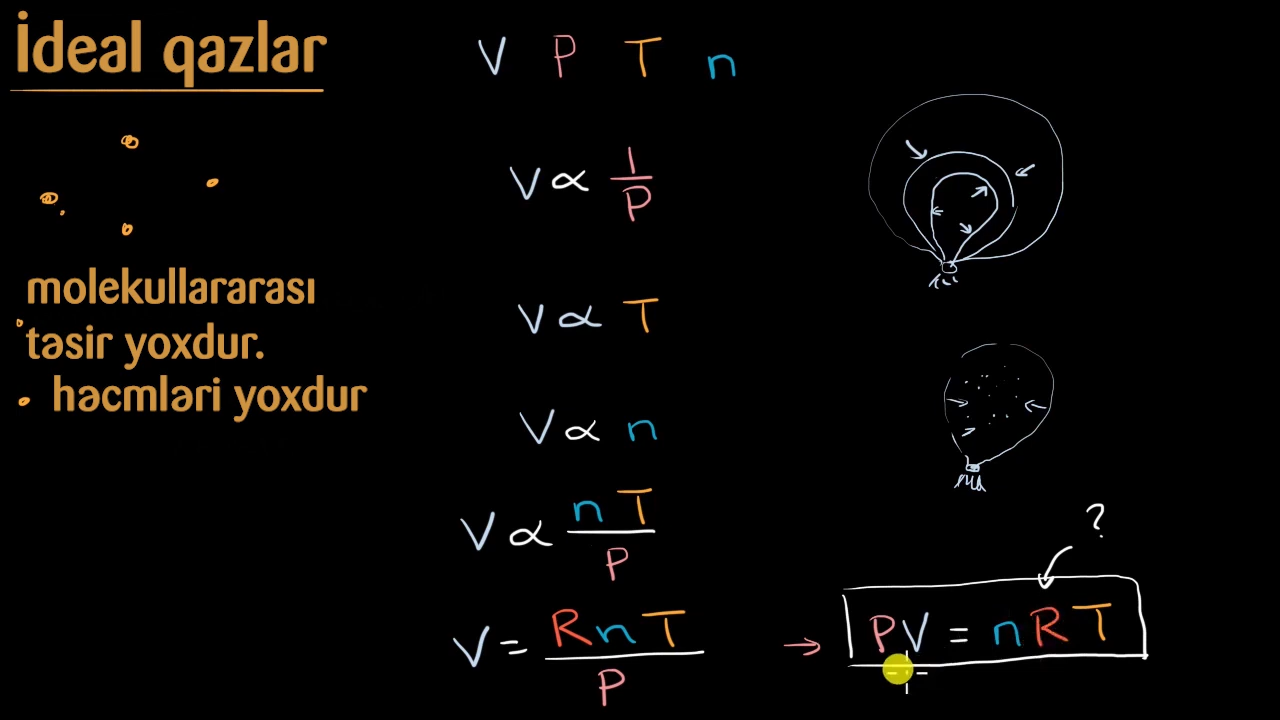 İdeal qazlar
V P T n
V ∝ 1/P
molekullararası
təsir yoxdur.
V ∝ T
həcmləri yoxdur
V ∝ n
V ∝ nT/P
?
V = RnT/P → PV = nRT